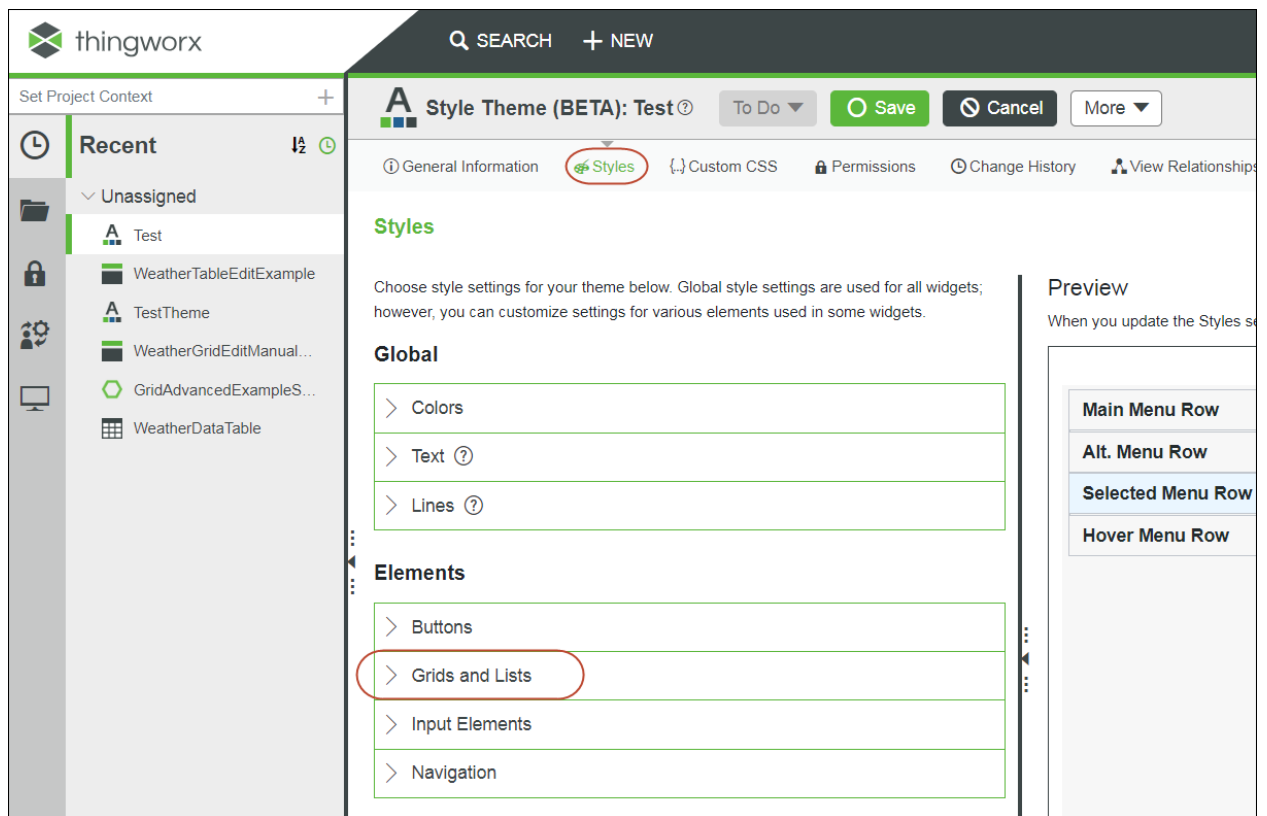 thingworx
SEARCH
NEW
Set Project Context
Style Theme (BETA): Test
To Do
Save
Cancel
More
Recent
General Information
Styles
{..} Custom CSS
Permissions
Change History
View Relationships
Unassigned
Test
WeatherTableEditExample
TestTheme
WeatherGridEditManual...
GridAdvancedExampleS...
WeatherDataTable
Styles
Choose style settings for your theme below. Global style settings are used for all widgets;
however, you can customize settings for various elements used in some widgets.
Global
Colors
Text ?
Lines ?
Elements
Buttons
Grids and Lists
Input Elements
Navigation
Preview
When you update the Styles se
Main Menu Row
Alt. Menu Row
Selected Menu Row
Hover Menu Row